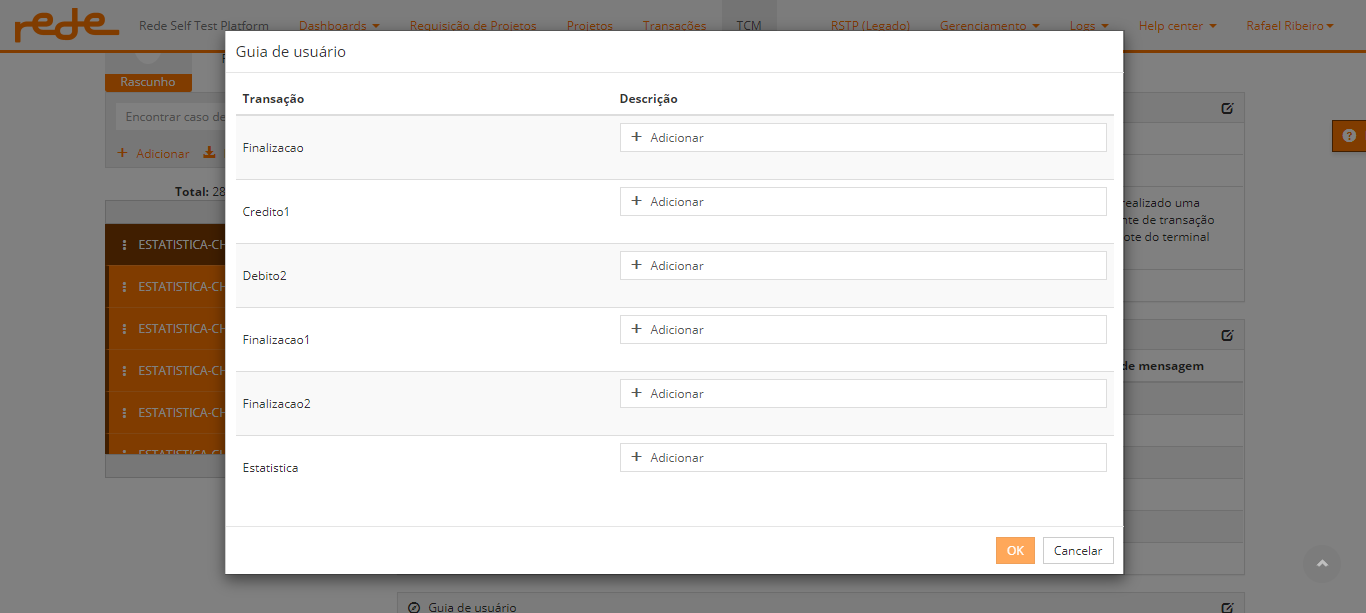 rede Rede Self Test Platform Dashboards Requisição de Projetos Projetos Transações TCM RSTP (Legado) Gerenciamento Logs Help center Rafael Ribeiro
Guia de usuário
Rascunho
Transação Descrição
Encontrar caso de
Finalizacao + Adicionar
+ Adicionar
Total: 28
Credito1 + Adicionar
realizado uma
nte de transação
ote do terminal
ESTATISTICA-CH
Debito2 + Adicionar
ESTATISTICA-CH
ESTATISTICA-CH
Finalizacao1 + Adicionar
de mensagem
ESTATISTICA-CH
Finalizacao2 + Adicionar
ESTATISTICA-CH
ESTATISTICA-CH
Estatistica + Adicionar
OK Cancelar
Guia de usuário